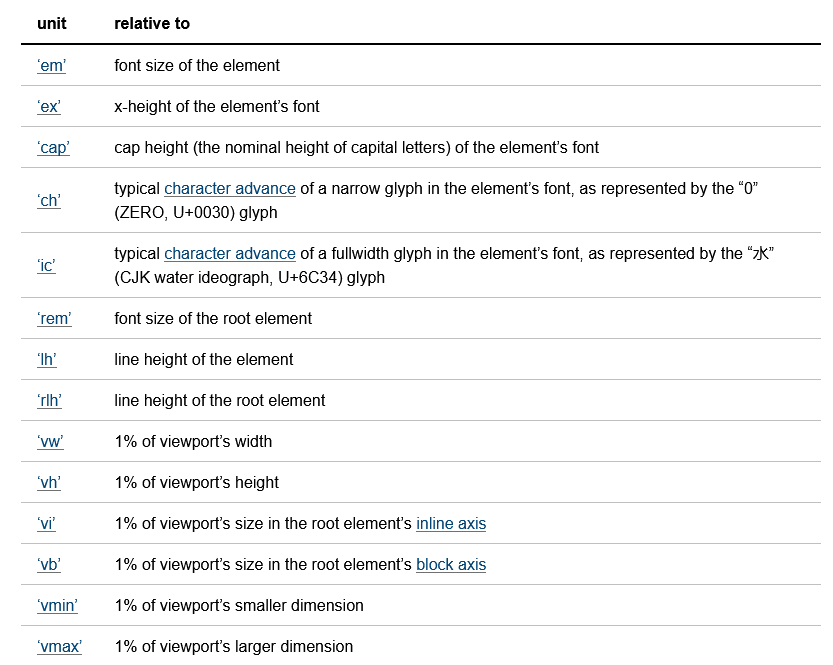 unit relative to
‘em’ font size of the element
‘ex’ x-height of the element’s font
‘cap’ cap height (the nominal height of capital letters) of the element’s font
‘ch’ typical character advance of a narrow glyph in the element’s font, as represented by the “0”
(ZERO, U+0030) glyph
‘ic’ typical character advance of a fullwidth glyph in the element’s font, as represented by the “水”
(CJK water ideograph, U+6C34) glyph
‘rem’ font size of the root element
‘lh’ line height of the element
‘rlh’ line height of the root element
‘vw’ 1% of viewport’s width
‘vh’ 1% of viewport’s height
‘vi’ 1% of viewport’s size in the root element’s inline axis
‘vb’ 1% of viewport’s size in the root element’s block axis
‘vmin’ 1% of viewport’s smaller dimension
‘vmax’ 1% of viewport’s larger dimension